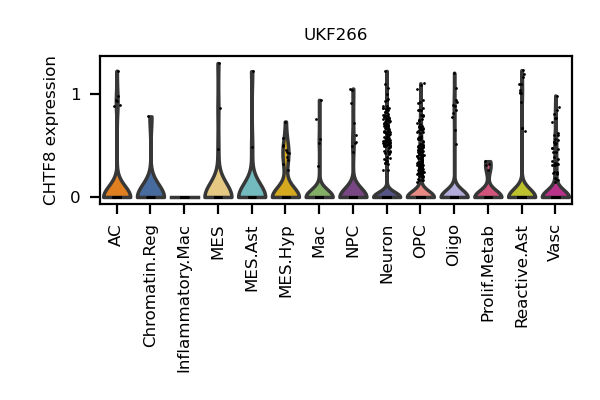 UKF266
CHTF8 expression
1
0
AC
Chromatin.Reg
Inflammatory.Mac
MES
MES.Ast
MES.Hyp
Mac
NPC
Neuron
OPC
Oligo
Prolif.Metab
Reactive.Ast
Vasc